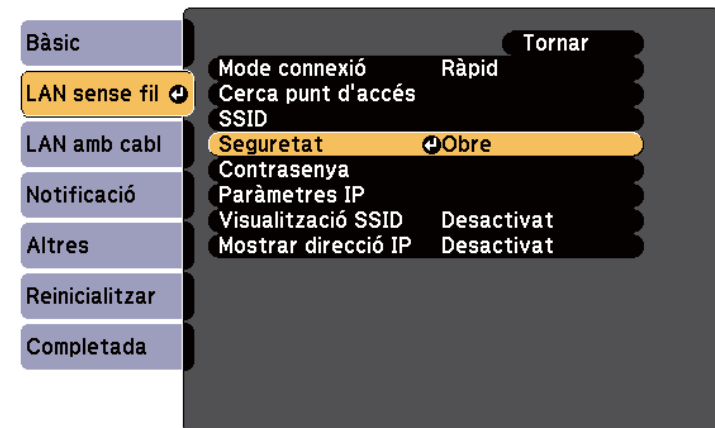 Bàsic
LAN sense fil
LAN amb cabl
Notificació
Altres
Reinicialitzar
Completada
Tornar
Mode connexió Ràpid
Cerca punt d'accés
SSID
Seguretat Obre
Contrasenya
Paràmetres IP
Visualització SSID Desactivat
Mostrar direcció IP Desactivat